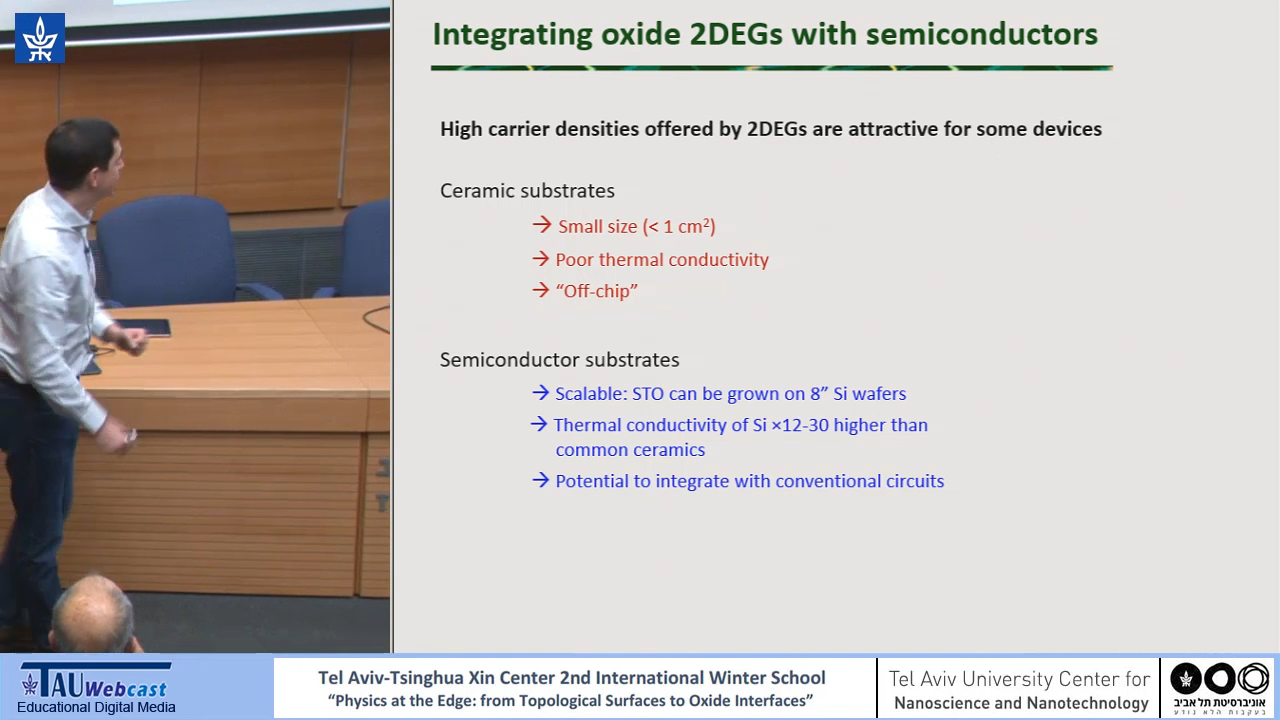 Integrating oxide 2DEGs with semiconductors
High carrier densities offered by 2DEGs are attractive for some devices
Ceramic substrates
→ Small size (< 1 cm²)
→ Poor thermal conductivity
→ “Off-chip”
Semiconductor substrates
→ Scalable: STO can be grown on 8” Si wafers
→ Thermal conductivity of Si ×12-30 higher than
common ceramics
→ Potential to integrate with conventional circuits
TAU Webcast
Educational Digital Media
Tel Aviv-Tsinghua Xin Center 2nd International Winter School
“Physics at the Edge: from Topological Surfaces to Oxide Interfaces”
Tel Aviv University Center for
Nanoscience and Nanotechnology
אוניברסיטת תל אביב